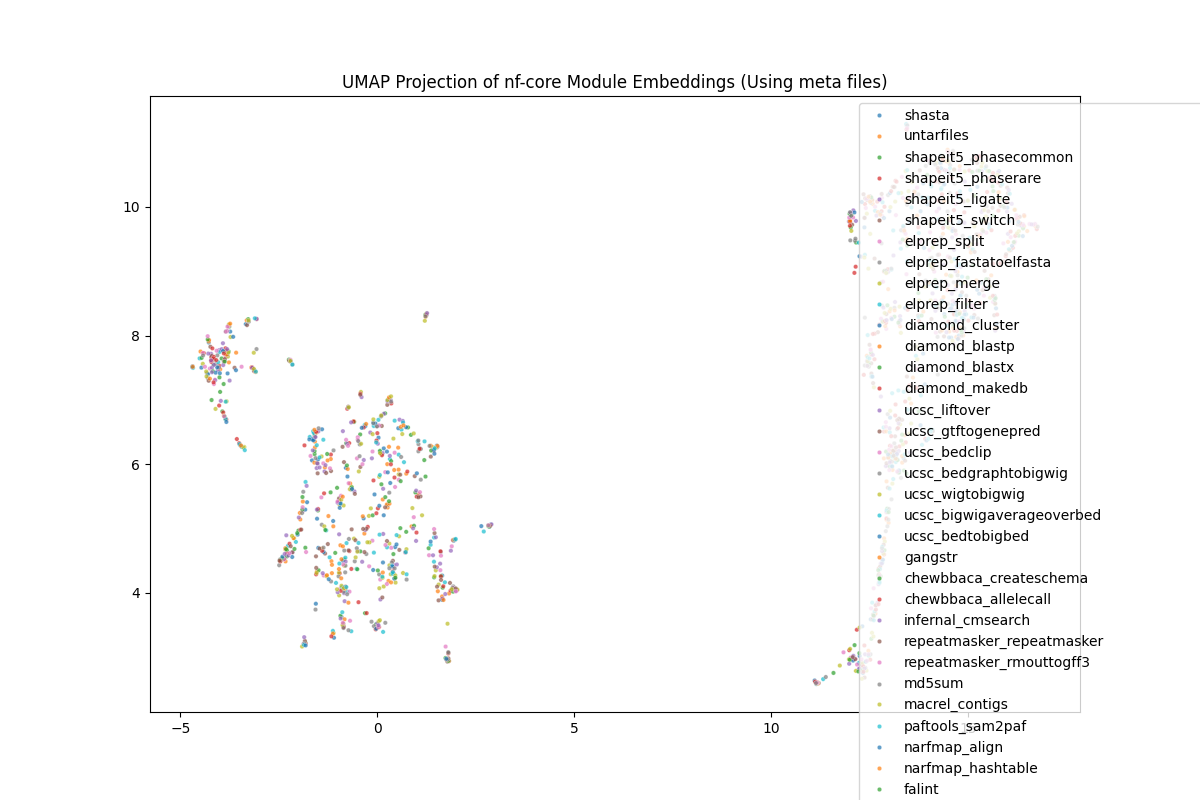 UMAP Projection of nf-core Module Embeddings (Using meta files)
10
8
6
4
−5
0
5
10
15
shasta
untarfiles
shapeit5_phasecommon
shapeit5_phaserare
shapeit5_ligate
shapeit5_switch
elprep_split
elprep_fastatoelfasta
elprep_merge
elprep_filter
diamond_cluster
diamond_blastp
diamond_blastx
diamond_makedb
ucsc_liftover
ucsc_gtftogenepred
ucsc_bedclip
ucsc_bedgraphtobigwig
ucsc_wigtobigwig
ucsc_bigwigaverageoverbed
ucsc_bedtobigbed
gangstr
chewbbaca_createschema
chewbbaca_allelecall
infernal_cmsearch
repeatmasker_repeatmasker
repeatmasker_rmouttogff3
md5sum
macrel_contigs
paftools_sam2paf
narfmap_align
narfmap_hashtable
falint